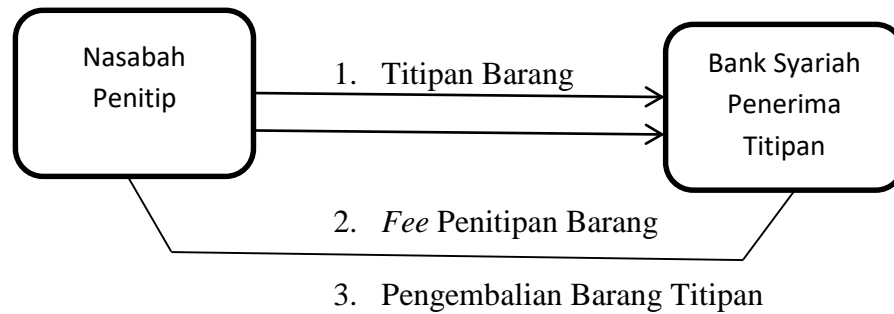 Nasabah
Penitip
1. Titipan Barang
Bank Syariah
Penerima
Titipan
2. Fee Penitipan Barang
3. Pengembalian Barang Titipan